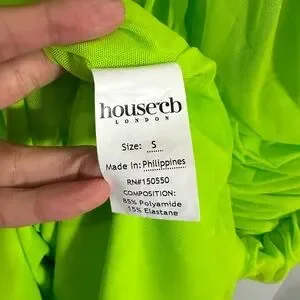 housecb
LONDON
Size: S
Made In: Philippines
RN#150550
COMPOSITION:
85% Polyamide
15% Elastane